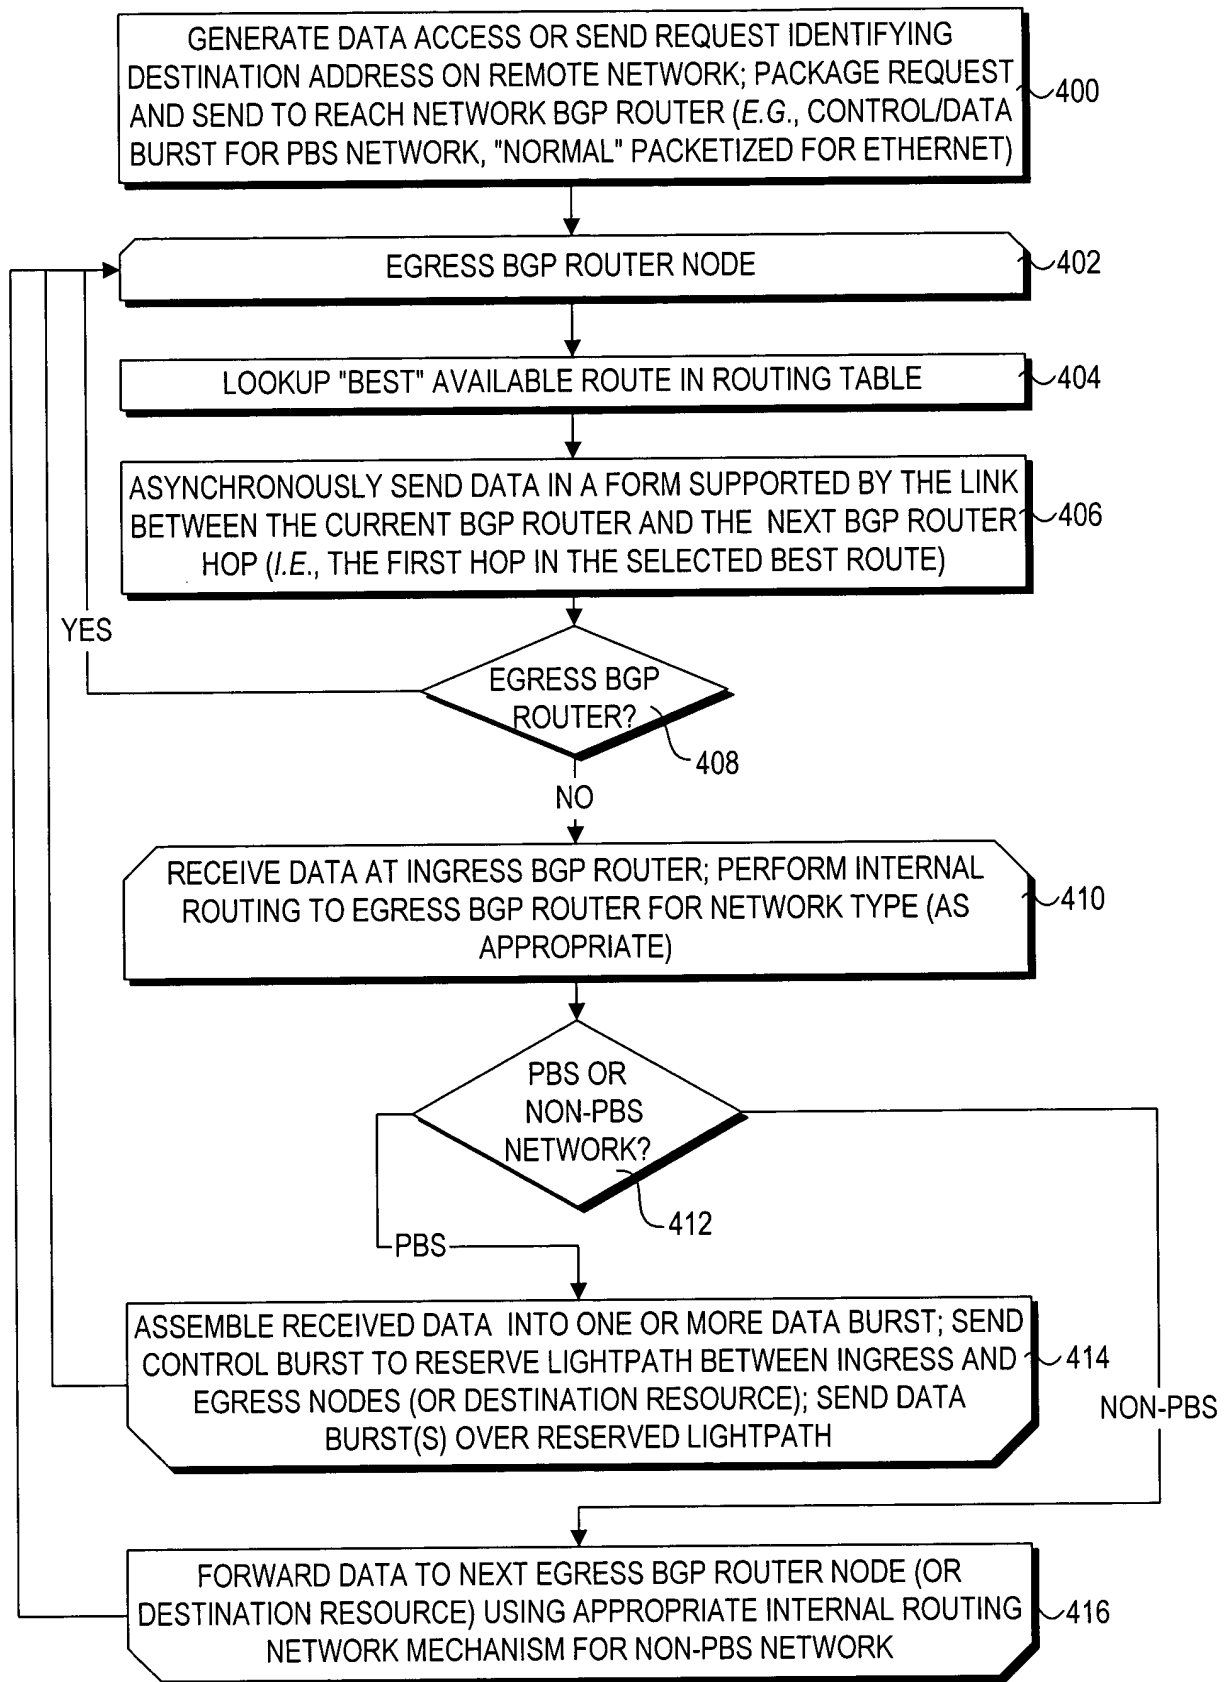 GENERATE DATA ACCESS OR SEND REQUEST IDENTIFYING
DESTINATION ADDRESS ON REMOTE NETWORK; PACKAGE REQUEST
AND SEND TO REACH NETWORK BGP ROUTER (E.G., CONTROL/DATA
BURST FOR PBS NETWORK, "NORMAL" PACKETIZED FOR ETHERNET)
400
EGRESS BGP ROUTER NODE
402
LOOKUP "BEST" AVAILABLE ROUTE IN ROUTING TABLE
404
ASYNCHRONOUSLY SEND DATA IN A FORM SUPPORTED BY THE LINK
BETWEEN THE CURRENT BGP ROUTER AND THE NEXT BGP ROUTER
HOP (I.E., THE FIRST HOP IN THE SELECTED BEST ROUTE)
406
YES
EGRESS BGP
ROUTER?
408
NO
RECEIVE DATA AT INGRESS BGP ROUTER; PERFORM INTERNAL
ROUTING TO EGRESS BGP ROUTER FOR NETWORK TYPE (AS
APPROPRIATE)
410
PBS OR
NON-PBS
NETWORK?
412
PBS
ASSEMBLE RECEIVED DATA INTO ONE OR MORE DATA BURST; SEND
CONTROL BURST TO RESERVE LIGHTPATH BETWEEN INGRESS AND
EGRESS NODES (OR DESTINATION RESOURCE); SEND DATA
BURST(S) OVER RESERVED LIGHTPATH
414
NON-PBS
FORWARD DATA TO NEXT EGRESS BGP ROUTER NODE (OR
DESTINATION RESOURCE) USING APPROPRIATE INTERNAL ROUTING
NETWORK MECHANISM FOR NON-PBS NETWORK
416